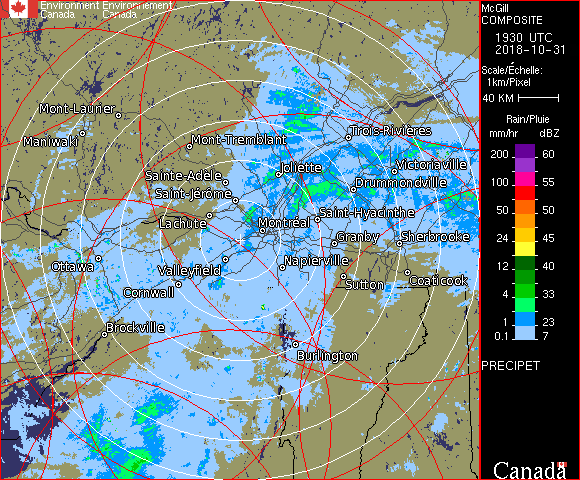 Environment Environnement
Canada Canada
McGill
COMPOSITE
1930 UTC
2018-10-31
Scale/Échelle:
1km/Pixel
40 KM
Rain/Pluie
mm/hr dBZ
200 60
100 55
50 50
24 45
12 40
4 33
1 23
0.1 7
PRECIPET
Canada
Mont-Laurier
Maniwaki
Mont-Tremblant
Trois-Rivières
Sainte-Adèle
Joliette
Victoriaville
Saint-Jérôme
Drummondville
Lachute
Montréal
Saint-Hyacinthe
Granby
Sherbrooke
Ottawa
Valleyfield
Napierville
Cornwall
Sutton
Coaticook
Brockville
Burlington